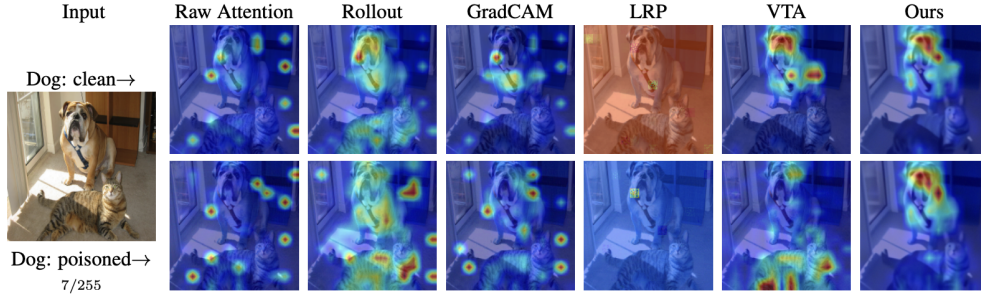 Input
Raw Attention Rollout GradCAM LRP VTA Ours
Dog: clean→
Dog: poisoned→
7/255